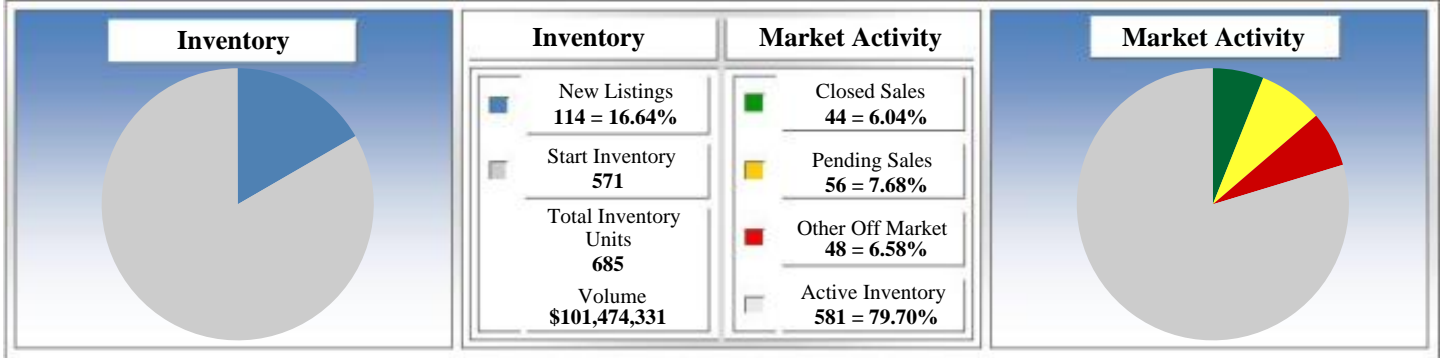 Inventory
Inventory
Market Activity
Market Activity
New Listings
114 = 16.64%
Start Inventory
571
Total Inventory
Units
685
Volume
$101,474,331
Closed Sales
44 = 6.04%
Pending Sales
56 = 7.68%
Other Off Market
48 = 6.58%
Active Inventory
581 = 79.70%